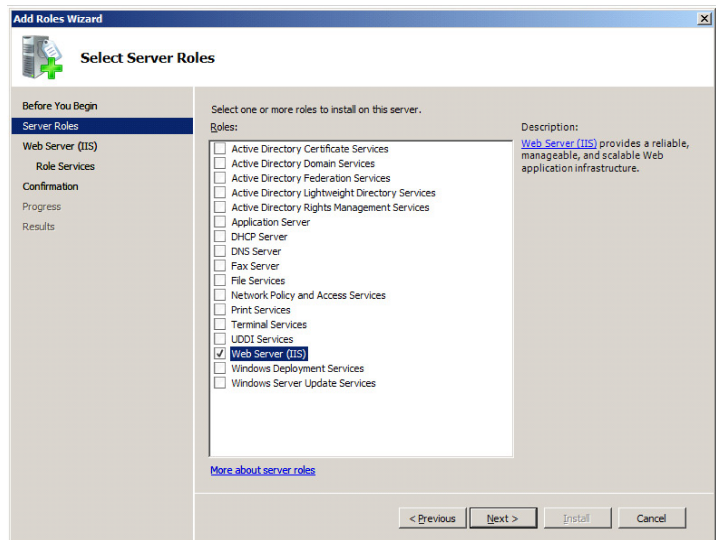 Add Roles Wizard
Select Server Roles
Before You Begin
Server Roles
Web Server (IIS)
Role Services
Confirmation
Progress
Results
Select one or more roles to install on this server.
Roles:
Active Directory Certificate Services
Active Directory Domain Services
Active Directory Federation Services
Active Directory Lightweight Directory Services
Active Directory Rights Management Services
Application Server
DHCP Server
DNS Server
Fax Server
File Services
Network Policy and Access Services
Print Services
Terminal Services
UDDI Services
Web Server (IIS)
Windows Deployment Services
Windows Server Update Services
More about server roles
Description:
Web Server (IIS) provides a reliable,
manageable, and scalable Web
application infrastructure.
< Previous
Next >
Install
Cancel